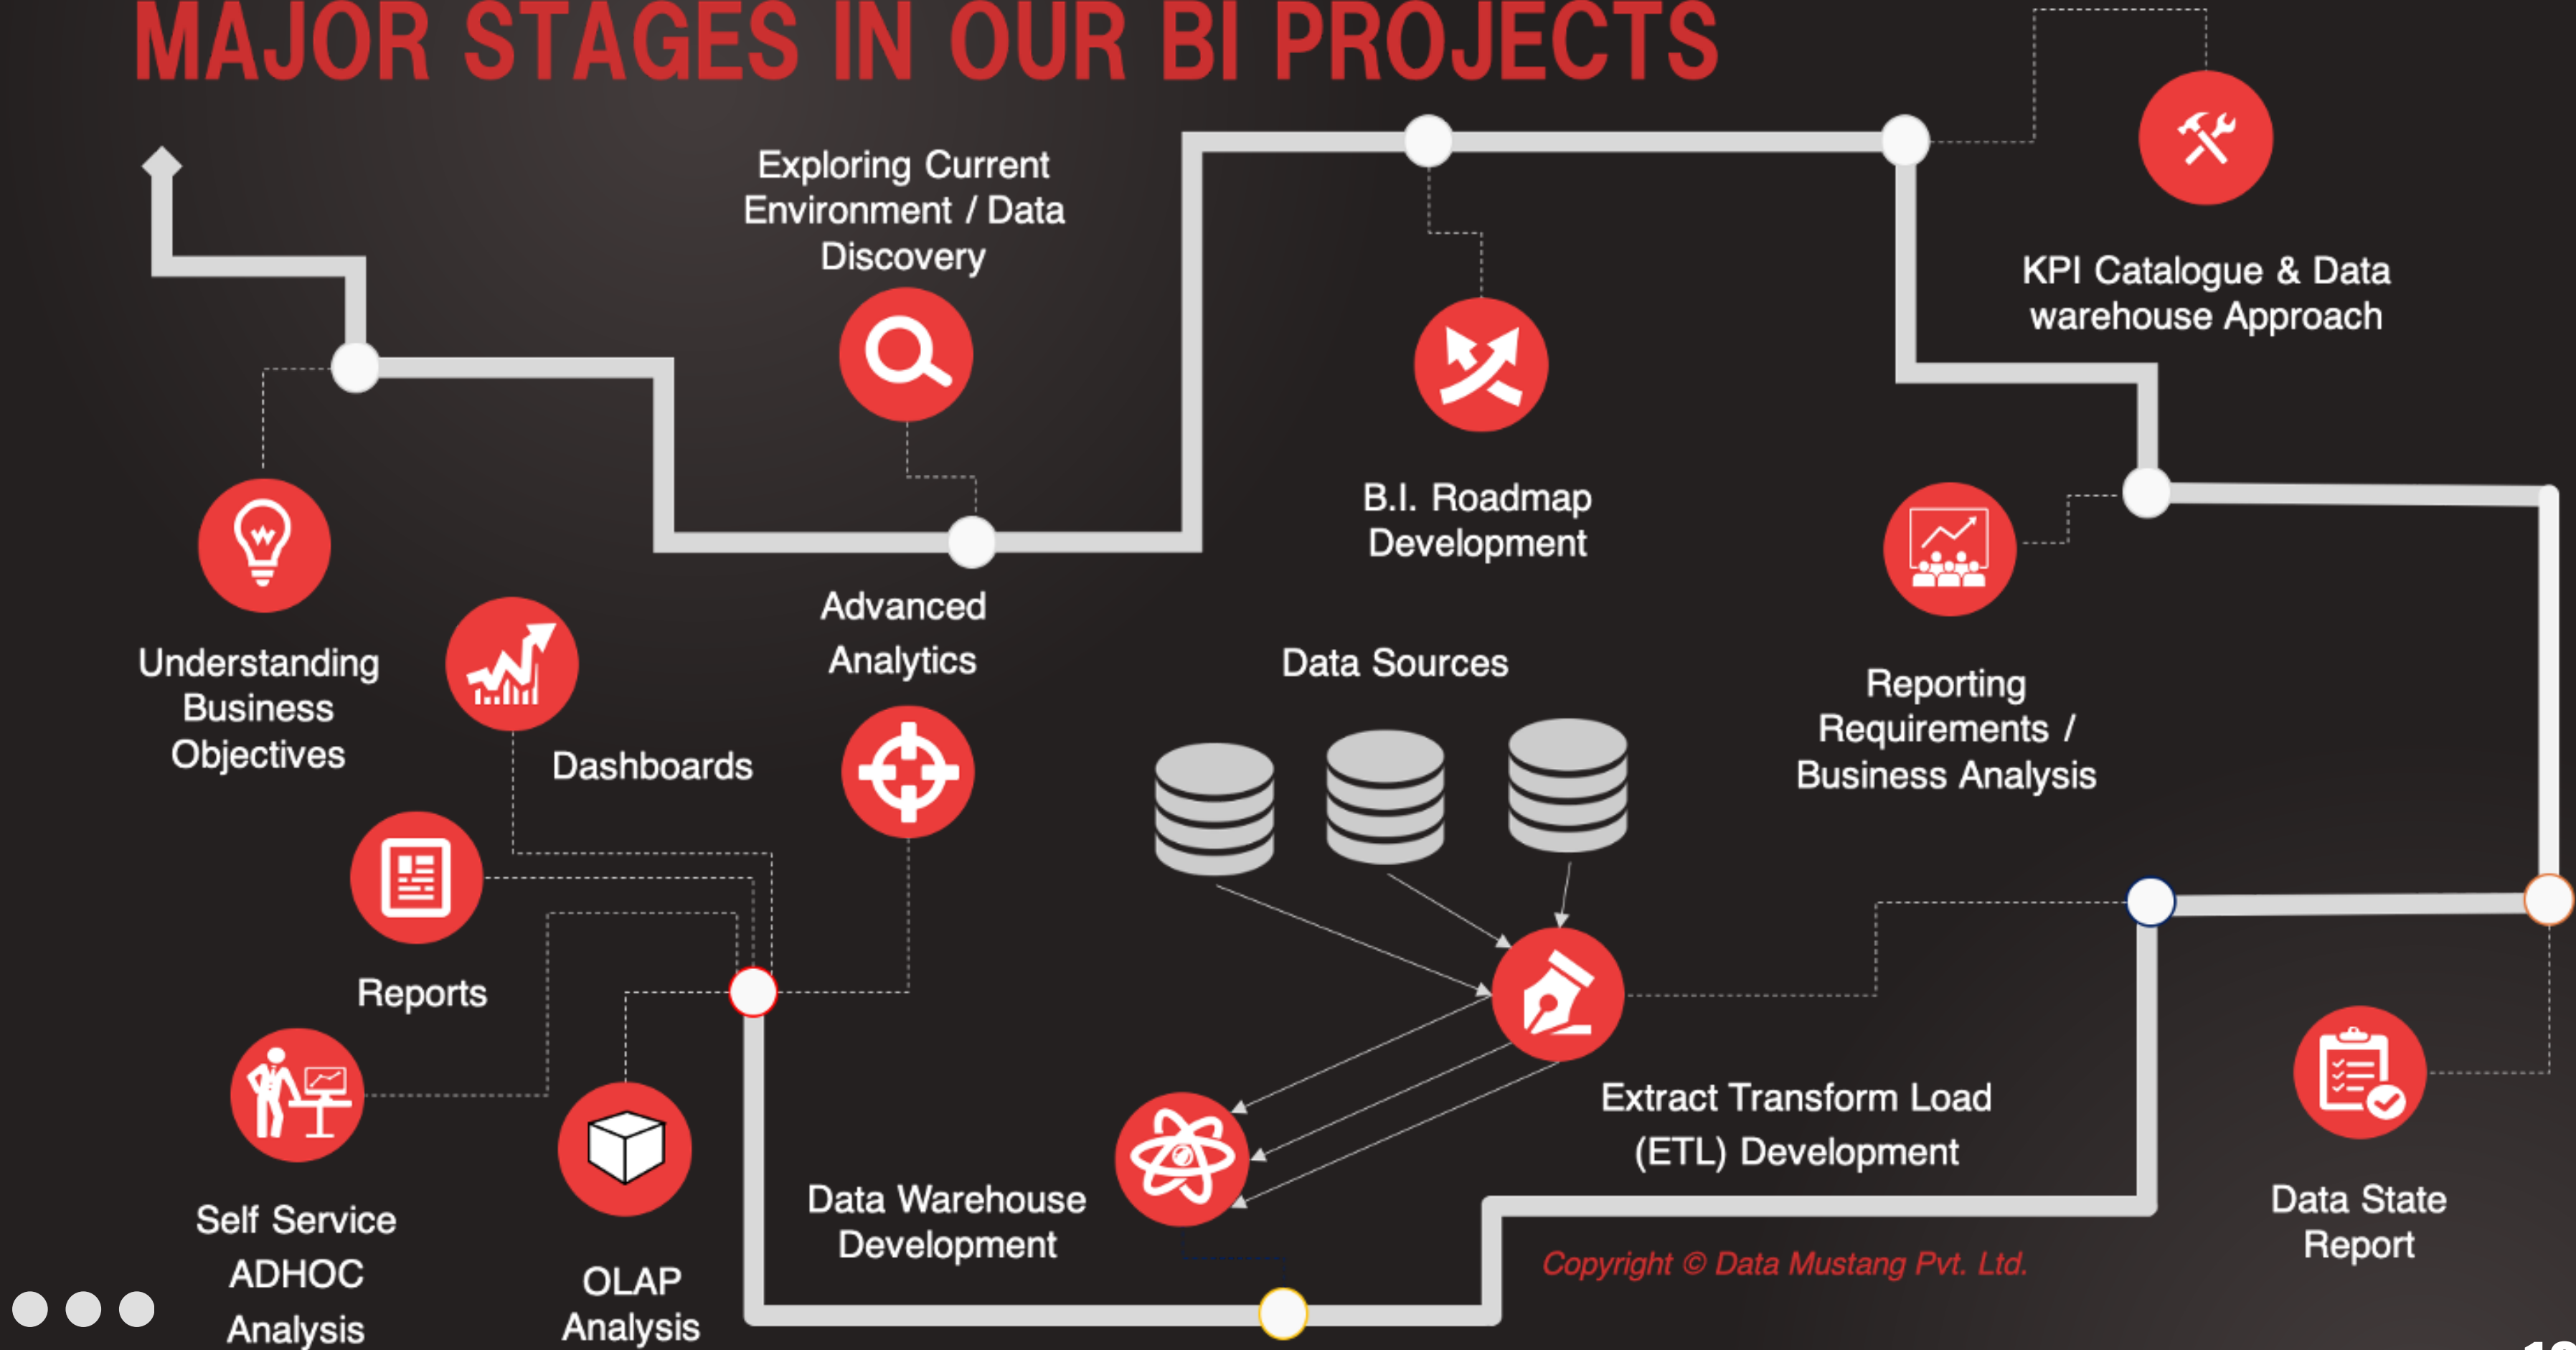 MAJOR STAGES IN OUR BI PROJECTS
Exploring Current
Environment / Data
Discovery
KPI Catalogue & Data
warehouse Approach
B.I. Roadmap
Development
Understanding
Business
Objectives
Advanced
Analytics
Data Sources
Reporting
Requirements /
Business Analysis
Dashboards
Reports
Extract Transform Load
(ETL) Development
Data Warehouse
Development
Data State
Report
Self Service
ADHOC
Analysis
OLAP
Analysis
Copyright © Data Mustang Pvt. Ltd.